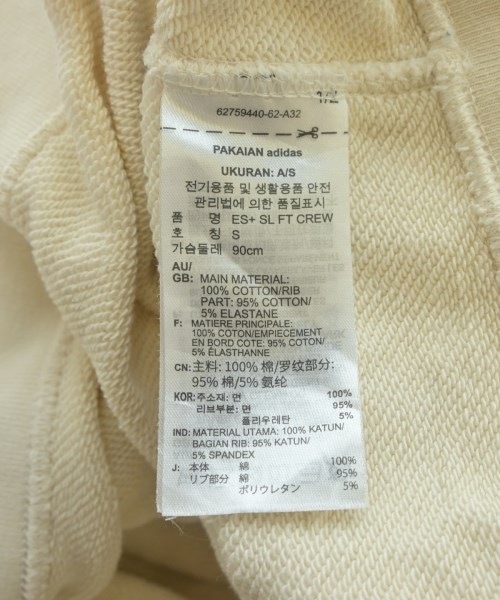 1/2
62759440-62-A32
PAKAIAN adidas
UKURAN: A/S
전기용품 및 생활용품 안전
관리법에 의한 품질표시
품 명 ES+ SL FT CREW
호 칭 S
가슴둘레 90cm
AU/
GB: MAIN MATERIAL:
100% COTTON/RIB
PART: 95% COTTON/
5% ELASTANE
F: MATIERE PRINCIPALE:
100% COTON/EMPIECEMENT
EN BORD COTE: 95% COTON/
5% ÉLASTHANNE
CN: 主料: 100% 棉/罗纹部分:
95% 棉/5% 氨纶
KOR: 주소재: 면 100%
리브부분: 면 95%
폴리우레탄 5%
IND: MATERIAL UTAMA: 100% KATUN/
BAGIAN RIB: 95% KATUN/
5% SPANDEX
J: 本体 綿 100%
リブ部分 綿 95%
ポリウレタン 5%